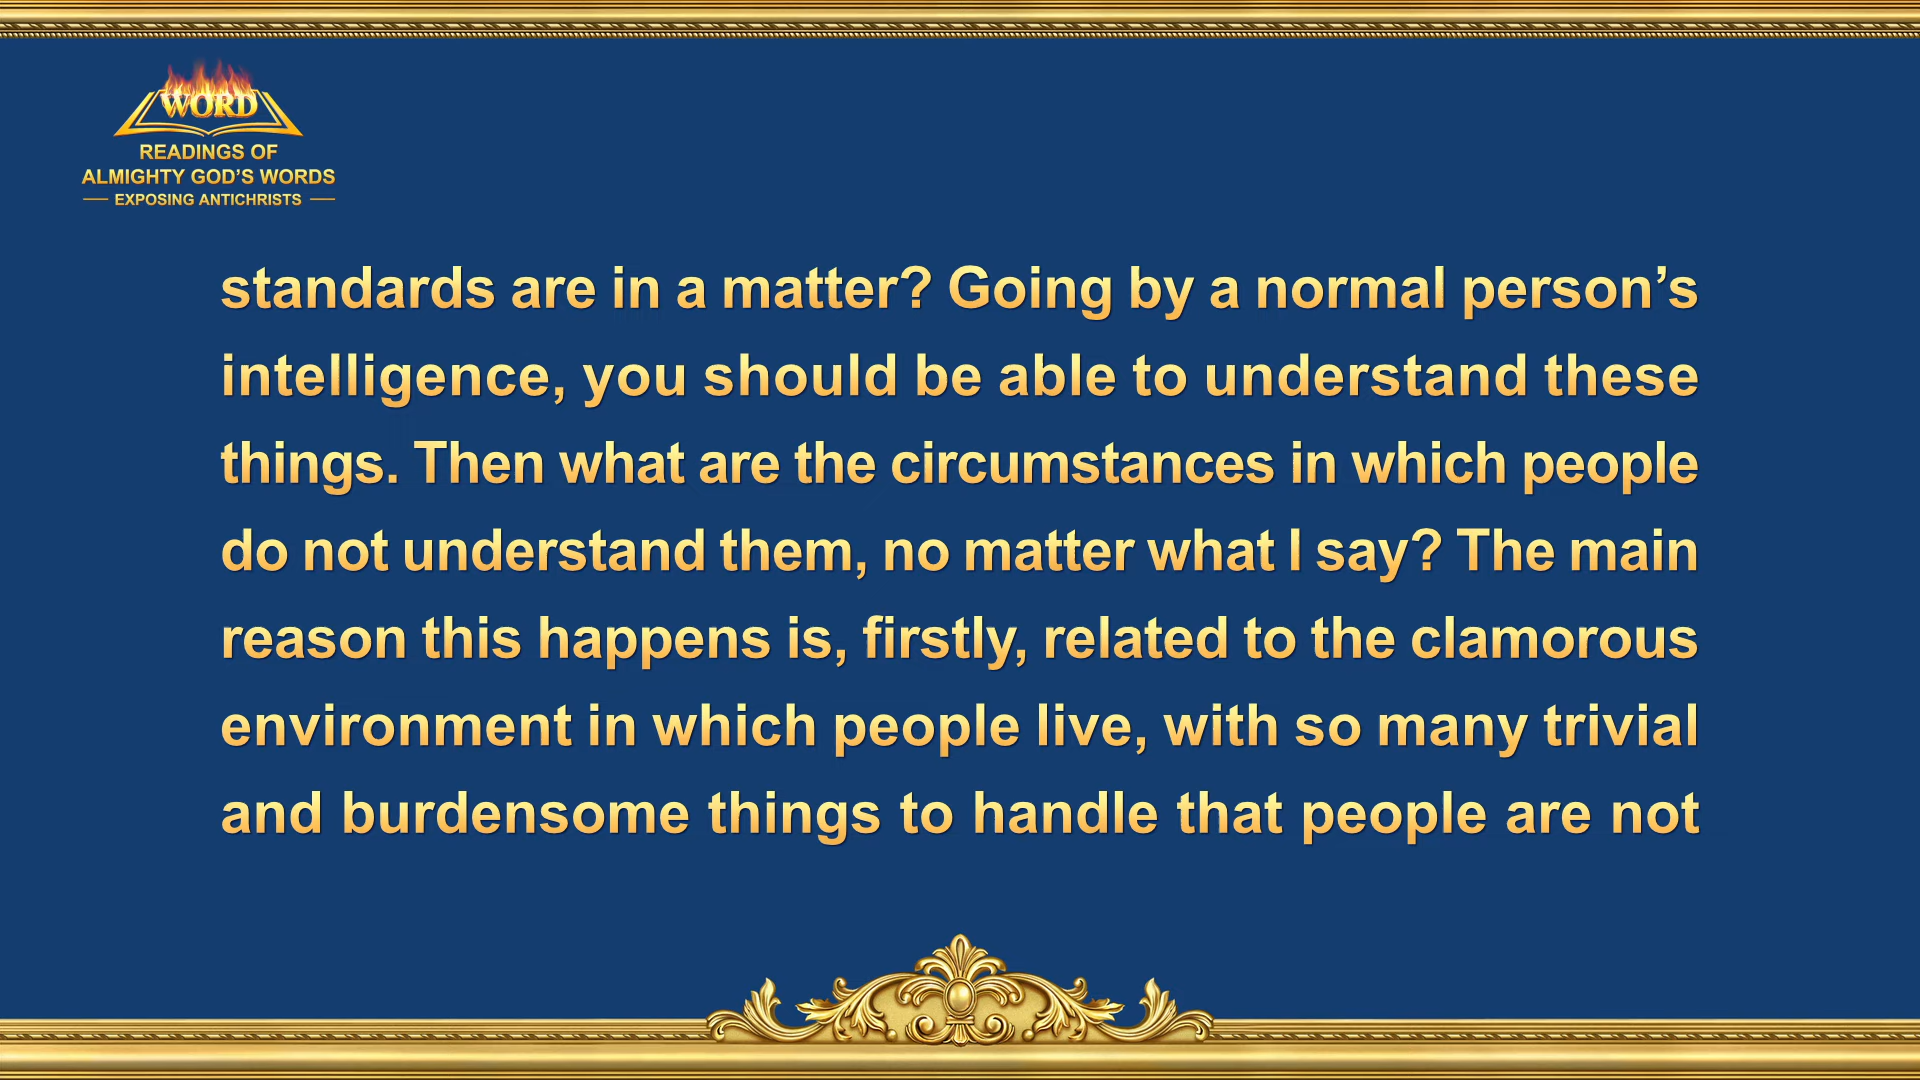 WORD
READINGS OF
ALMIGHTY GOD’S WORDS
EXPOSING ANTICHRISTS
standards are in a matter? Going by a normal person’s
intelligence, you should be able to understand these
things. Then what are the circumstances in which people
do not understand them, no matter what I say? The main
reason this happens is, firstly, related to the clamorous
environment in which people live, with so many trivial
and burdensome things to handle that people are not